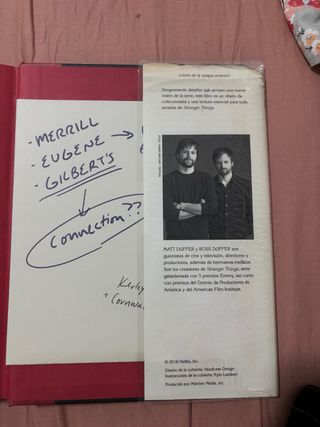 - MERRILL
- EUGENE →
- GILBERT'S
Connection??
+ Cornwa
(viene de la solapa anterior)
Desgranando detalles que arrojan una nueva
visión de la serie, este libro es un objeto de
coleccionista y una lectura esencial para todo
amante de Stranger Things.
MATT DUFFER y ROSS DUFFER son
guionistas de cine y televisión, directores y
productores, además de hermanos mellizos.
Son los creadores de Stranger Things, serie
galardonada con 5 premios Emmy, así como
con premios del Gremio de Productores de
América y del American Film Institute.
© 2018 Netflix, Inc.
Diseño de la cubierta: Headcase Design
Ilustraciones de la cubierta: Kyle Lambert
Producido por Melcher Media, Inc.